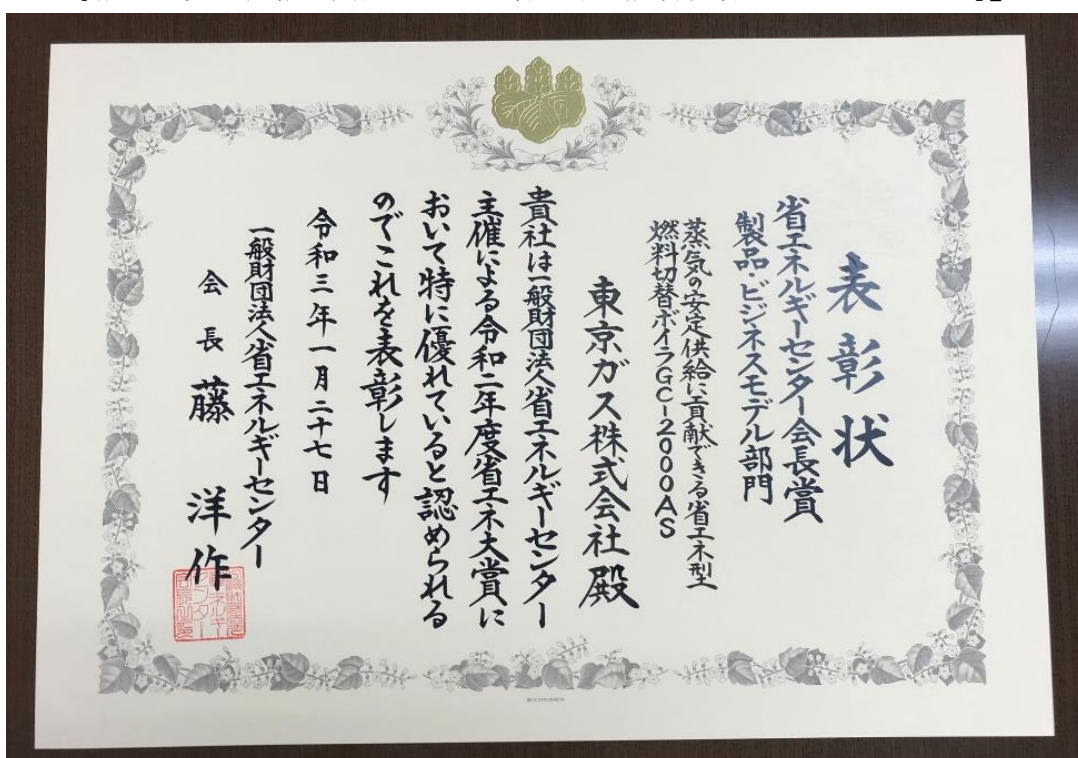 表彰状
省エネルギーセンター会長賞
製品・ビジネスモデル部門
蒸気の安定供給に貢献できる省エネ型
燃料切替ボイラGC-2000AS
東京ガス株式会社 殿
貴社は一般財団法人省エネルギーセンター
主催による令和二年度省エネ大賞に
おいて特に優れていると認められる
のでこれを表彰します
令和三年一月二十七日
一般財団法人省エネルギーセンター
会長 藤 洋作